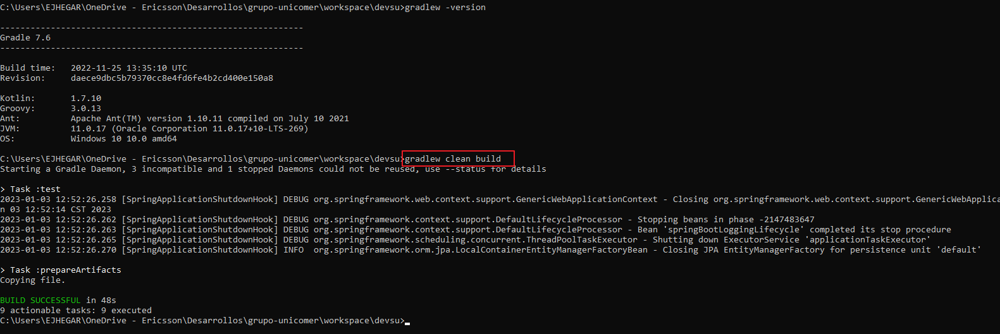 C:\Users\EJHEGAR\OneDrive - Ericsson\Desarrollos\grupo-unicomer\workspace\devsu>gradlew -version
------------------------------------------------------------
Gradle 7.6
------------------------------------------------------------
Build time:   2022-11-25 13:35:10 UTC
Revision:     daece9dbc5b79370cc8e4fd6fe4b2cd400e150a8
Kotlin:       1.7.10
Groovy:       3.0.13
Ant:          Apache Ant(TM) version 1.10.11 compiled on July 10 2021
JVM:          11.0.17 (Oracle Corporation 11.0.17+10-LTS-269)
OS:           Windows 10 10.0 amd64
C:\Users\EJHEGAR\OneDrive - Ericsson\Desarrollos\grupo-unicomer\workspace\devsu>gradlew clean build
Starting a Gradle Daemon, 3 incompatible and 1 stopped Daemons could not be reused, use --status for details
> Task :test
2023-01-03 12:52:26.258 [SpringApplicationShutdownHook] DEBUG org.springframework.web.context.support.GenericWebApplicationContext - Closing org.springframework.web.context.support.GenericWebApplica
n 03 12:52:14 CST 2023
2023-01-03 12:52:26.262 [SpringApplicationShutdownHook] DEBUG org.springframework.context.support.DefaultLifecycleProcessor - Stopping beans in phase -2147483647
2023-01-03 12:52:26.263 [SpringApplicationShutdownHook] DEBUG org.springframework.context.support.DefaultLifecycleProcessor - Bean 'springBootLoggingLifecycle' completed its stop procedure
2023-01-03 12:52:26.265 [SpringApplicationShutdownHook] DEBUG org.springframework.scheduling.concurrent.ThreadPoolTaskExecutor - Shutting down ExecutorService 'applicationTaskExecutor'
2023-01-03 12:52:26.270 [SpringApplicationShutdownHook] INFO  org.springframework.orm.jpa.LocalContainerEntityManagerFactoryBean - Closing JPA EntityManagerFactory for persistence unit 'default'
> Task :prepareArtifacts
Copying file.
BUILD SUCCESSFUL in 48s
9 actionable tasks: 9 executed
C:\Users\EJHEGAR\OneDrive - Ericsson\Desarrollos\grupo-unicomer\workspace\devsu>